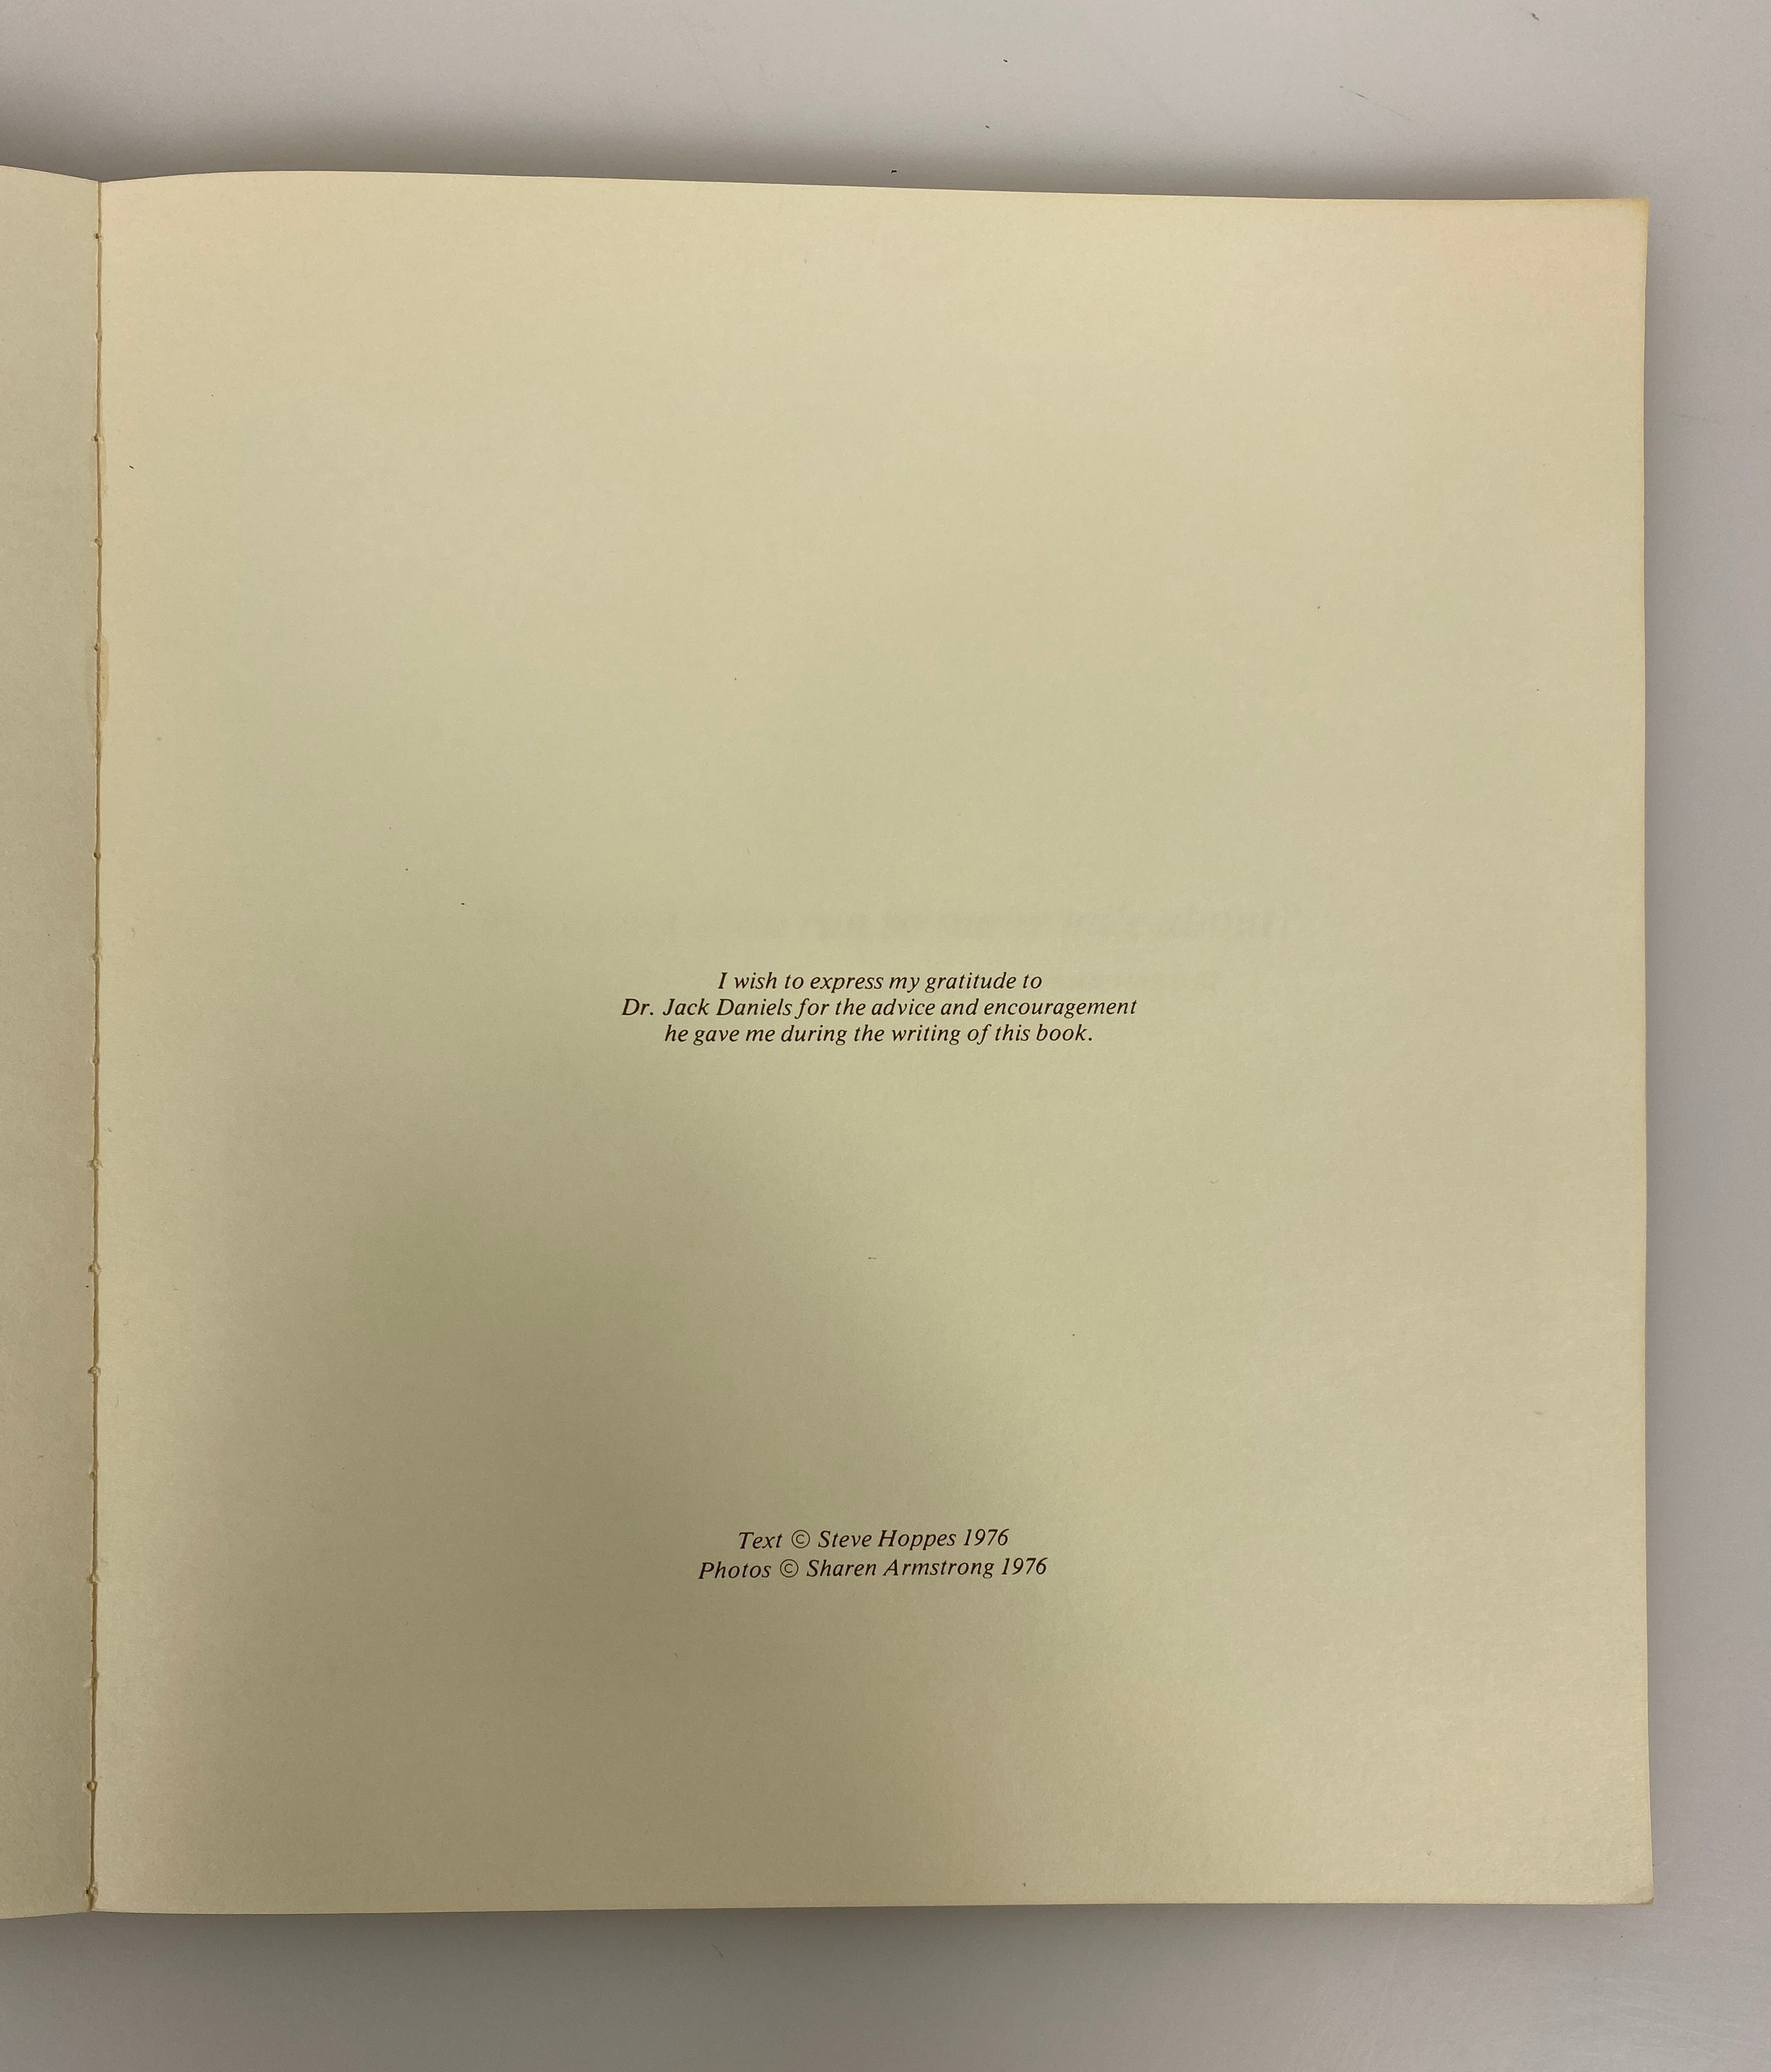 I wish to express my gratitude to
Dr. Jack Daniels for the advice and encouragement
he gave me during the writing of this book.
Text © Steve Hoppes 1976
Photos © Sharen Armstrong 1976